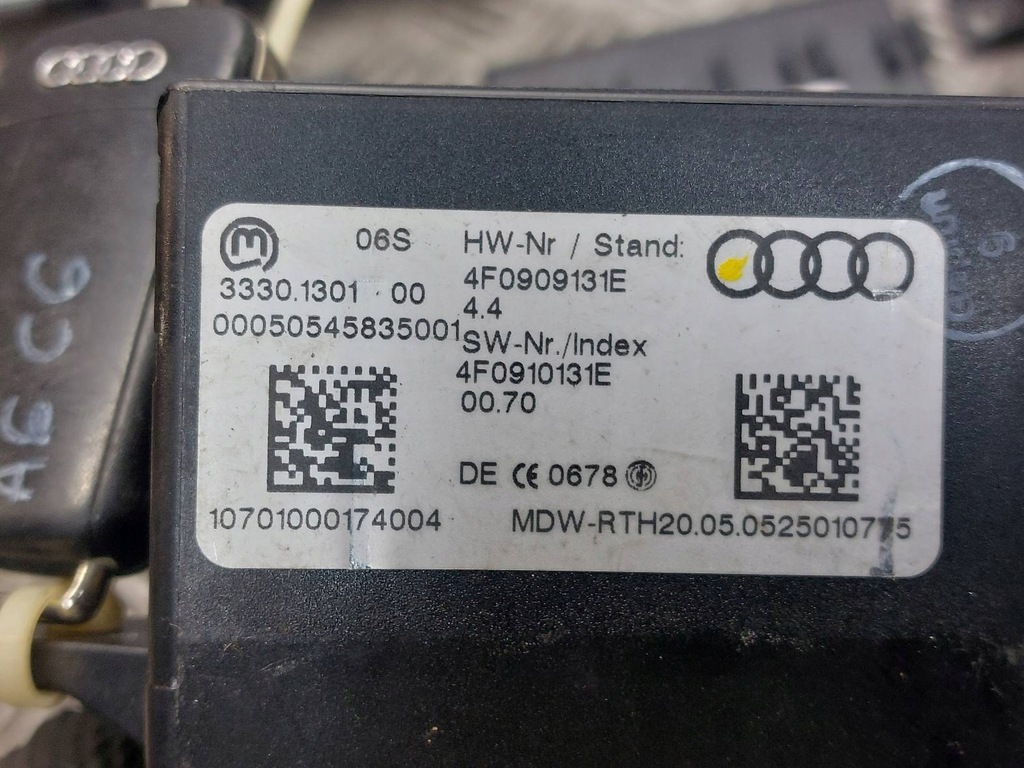 A6 C6
06S
3330.1301 00
00050545835001
HW-Nr / Stand:
4F0909131E
4.4
SW-Nr./Index
4F0910131E
00.70
DE CE 0678
10701000174004
MDW-RTH20.05.0525010775